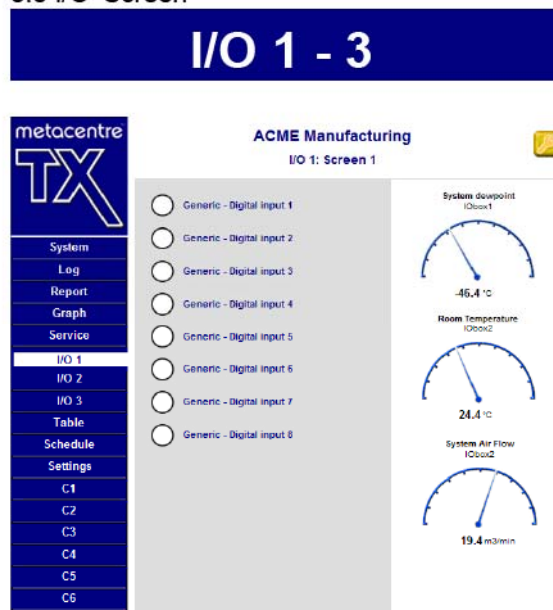 I/O 1 - 3
metacentre
TX
ACME Manufacturing
I/O 1: Screen 1
System
Log
Report
Graph
Service
I/O 1
I/O 2
I/O 3
Table
Schedule
Settings
C1
C2
C3
C4
C5
C6
Generic - Digital input 1
Generic - Digital input 2
Generic - Digital input 3
Generic - Digital input 4
Generic - Digital input 5
Generic - Digital input 6
Generic - Digital input 7
Generic - Digital input 8
System dewpoint
IObox1
-46.4 °C
Room Temperature
IObox2
24.4 °C
System Air Flow
IObox2
19.4 m3/min